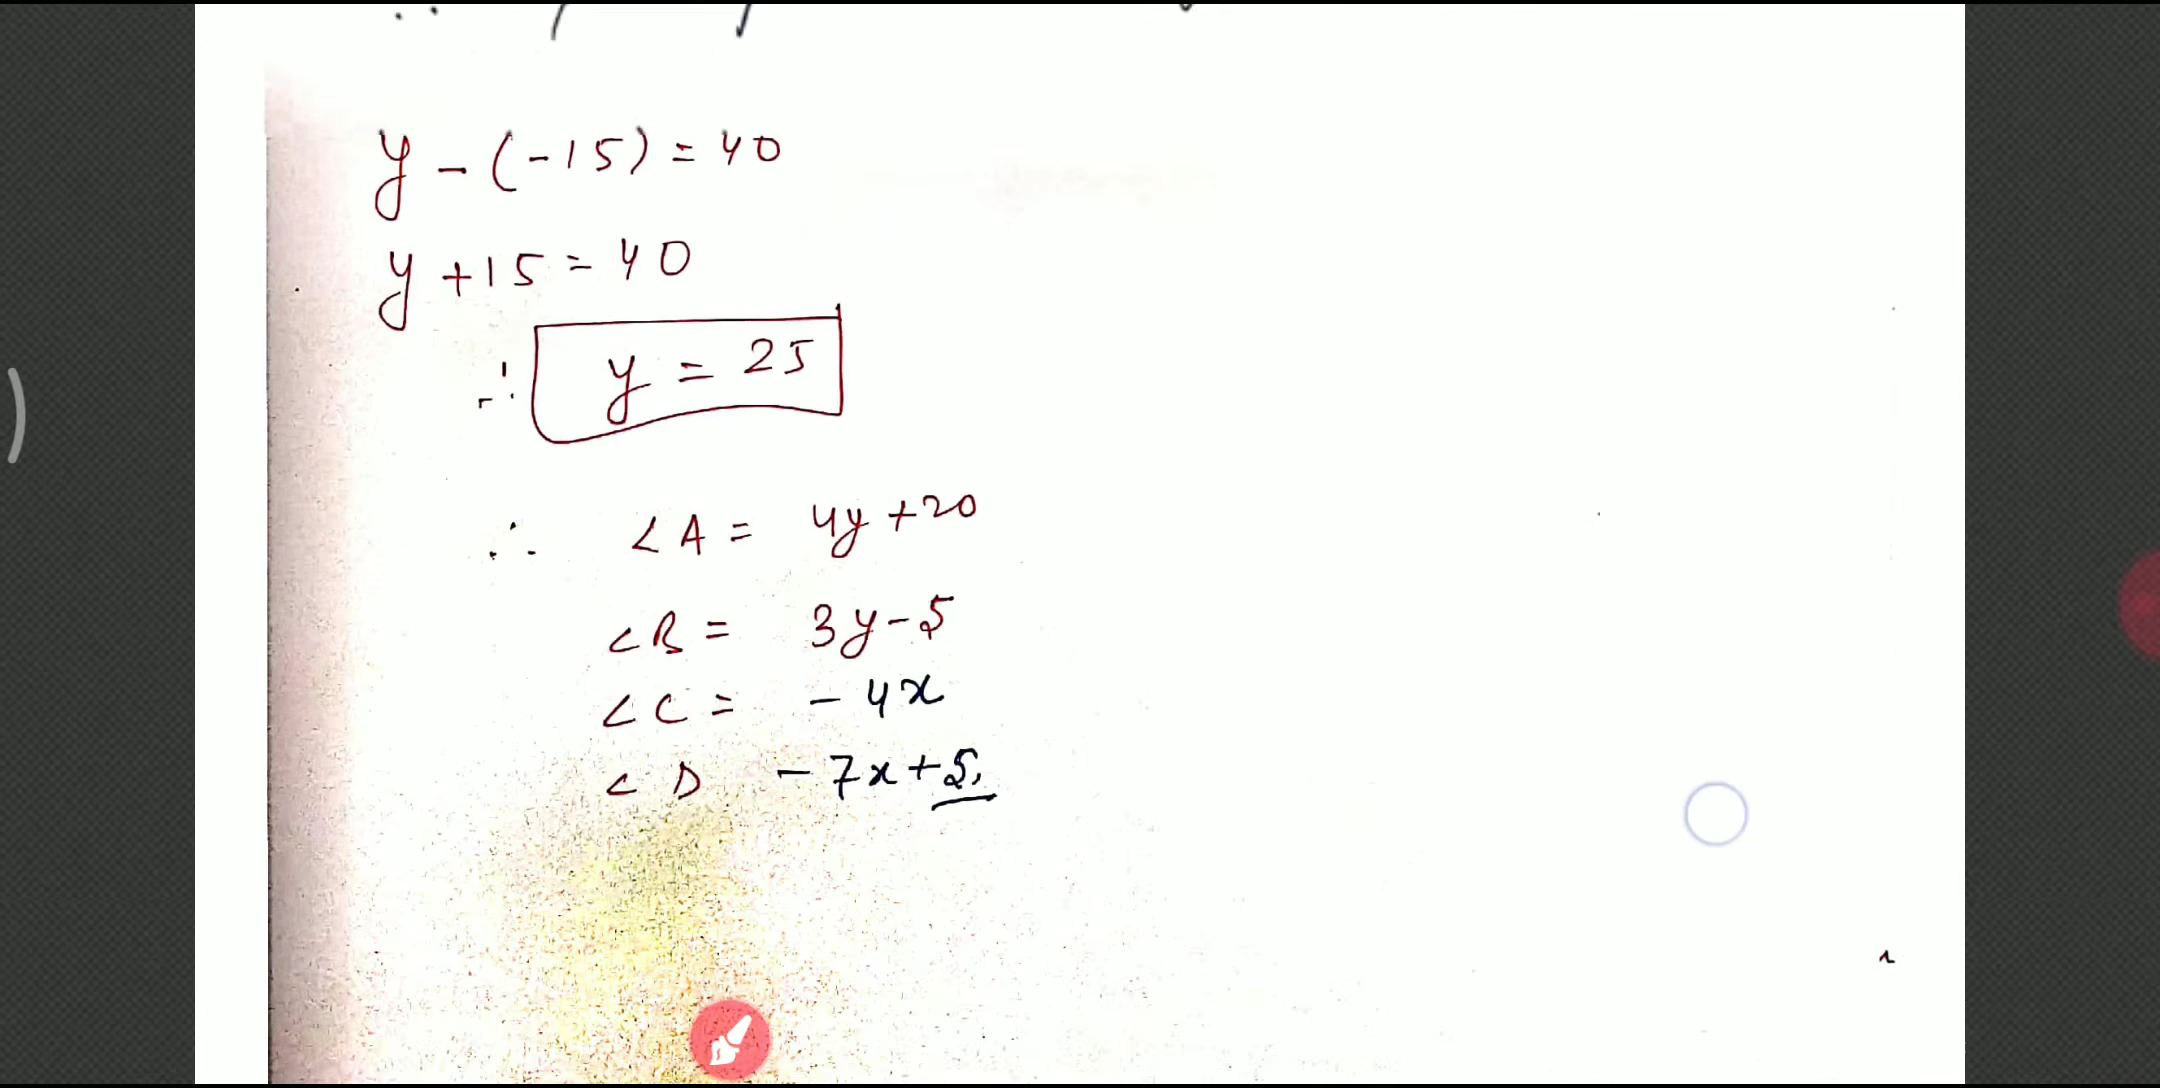 y - (-15) = 40
y + 15 = 40
∴ y = 25
∴ ∠A = 4y + 20
∠B = 3y - 5
∠C = - 4x
∠D - 7x + 5,